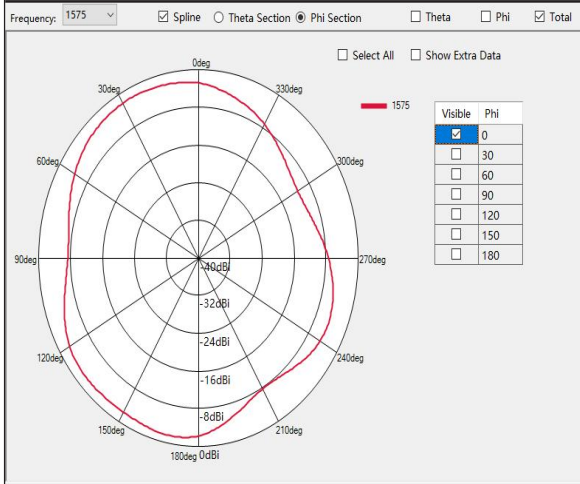 Frequency: 1575 Spline Theta Section Phi Section Theta Phi Total
Select All Show Extra Data
0deg
30deg
330deg
1575
Visible Phi
0
30
60
90
120
150
180
60deg
300deg
90deg
270deg
-40dBi
-32dBi
-24dBi
120deg
240deg
-16dBi
-8dBi
150deg
210deg
180deg 0dBi